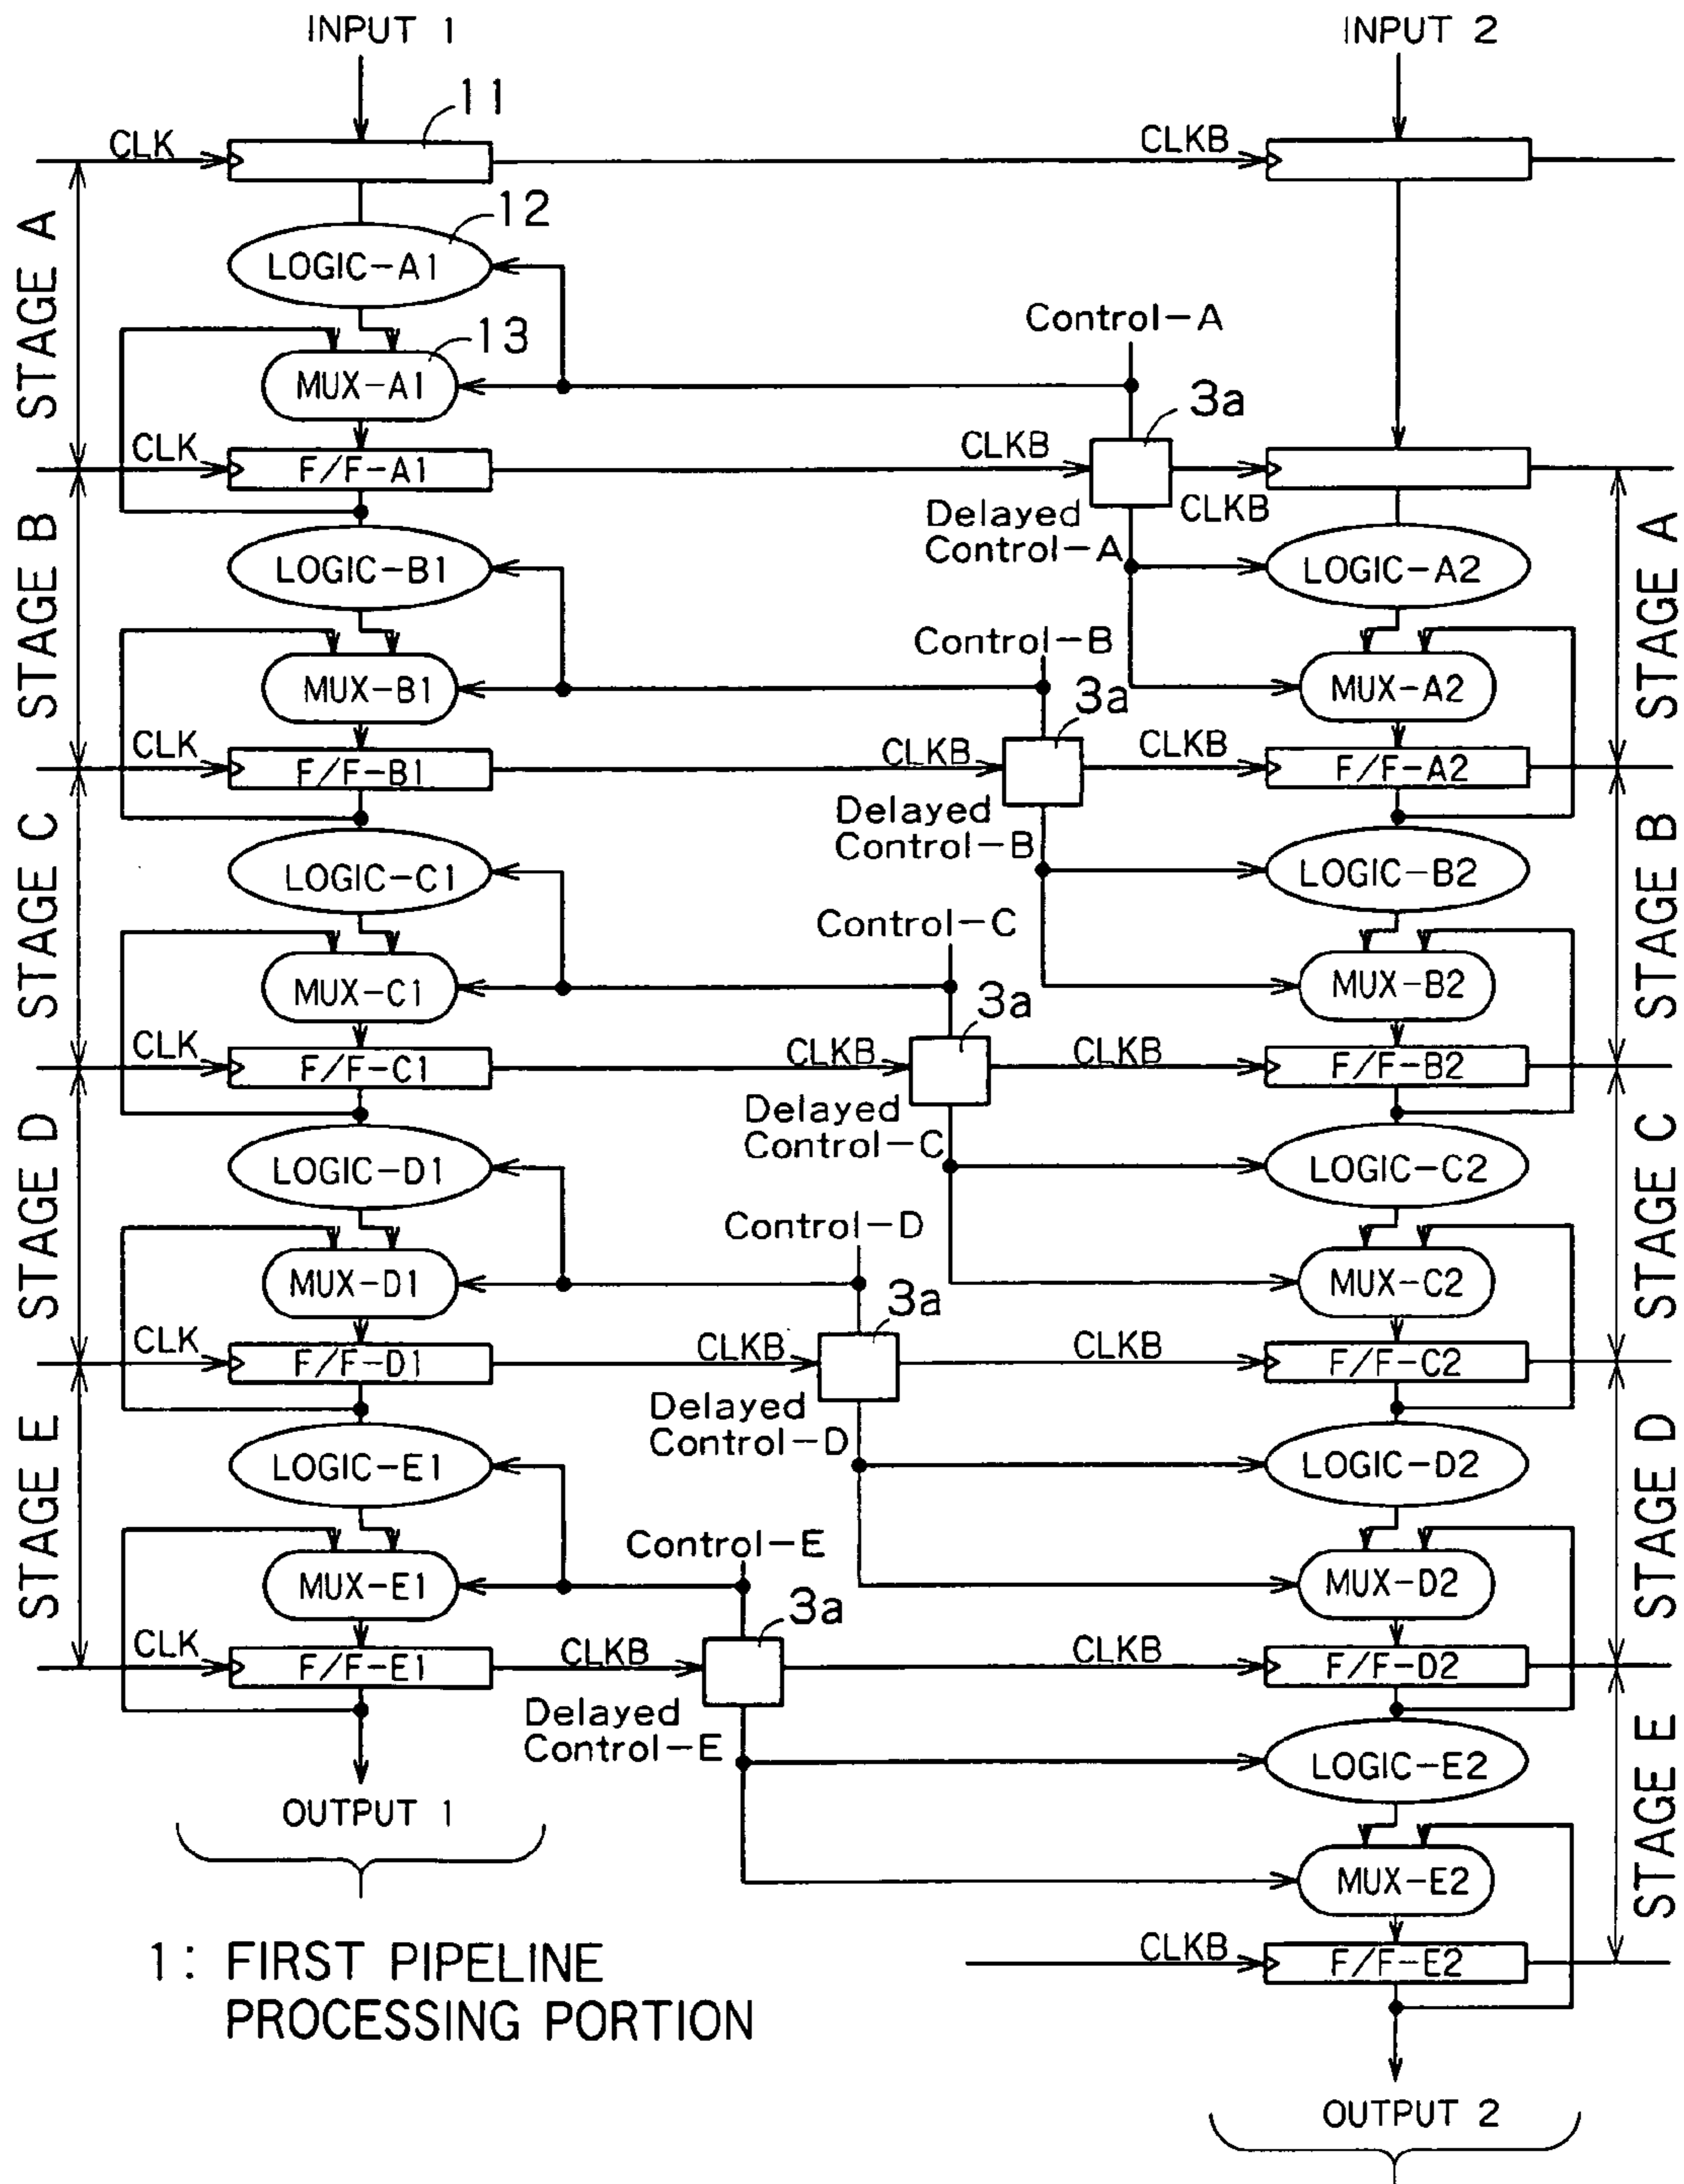 INPUT 1
INPUT 2
11
CLK
CLKB
STAGE A
12
LOGIC-A1
Control-A
13
MUX-A1
3a
CLK
F/F-A1
CLKB
CLKB
Delayed
Control-A
STAGE B
STAGE A
LOGIC-B1
LOGIC-A2
Control-B
MUX-B1
3a
MUX-A2
CLK
F/F-B1
CLKB
CLKB
F/F-A2
Delayed
Control-B
STAGE C
STAGE B
LOGIC-C1
LOGIC-B2
Control-C
MUX-C1
3a
MUX-B2
CLK
F/F-C1
CLKB
CLKB
F/F-B2
Delayed
Control-C
STAGE D
STAGE C
LOGIC-D1
LOGIC-C2
Control-D
MUX-D1
3a
MUX-C2
CLK
F/F-D1
CLKB
CLKB
F/F-C2
Delayed
Control-D
STAGE E
STAGE D
LOGIC-E1
LOGIC-D2
Control-E
MUX-E1
3a
MUX-D2
CLK
F/F-E1
CLKB
CLKB
F/F-D2
Delayed
Control-E
STAGE E
LOGIC-E2
OUTPUT 1
MUX-E2
CLKB
F/F-E2
1: FIRST PIPELINE
PROCESSING PORTION
OUTPUT 2